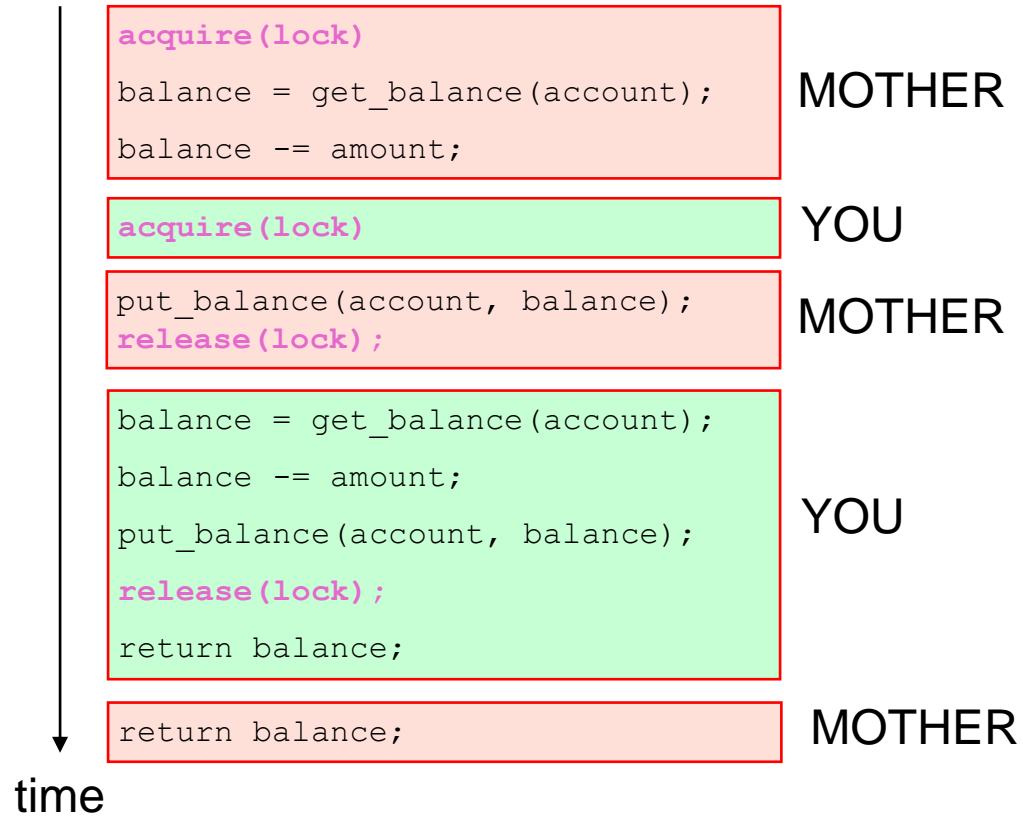 acquire(lock)
balance = get_balance(account);
balance -= amount;
MOTHER
acquire(lock)
YOU
put_balance(account, balance);
release(lock);
MOTHER
balance = get_balance(account);
balance -= amount;
put_balance(account, balance);
release(lock);
return balance;
YOU
return balance;
MOTHER
time